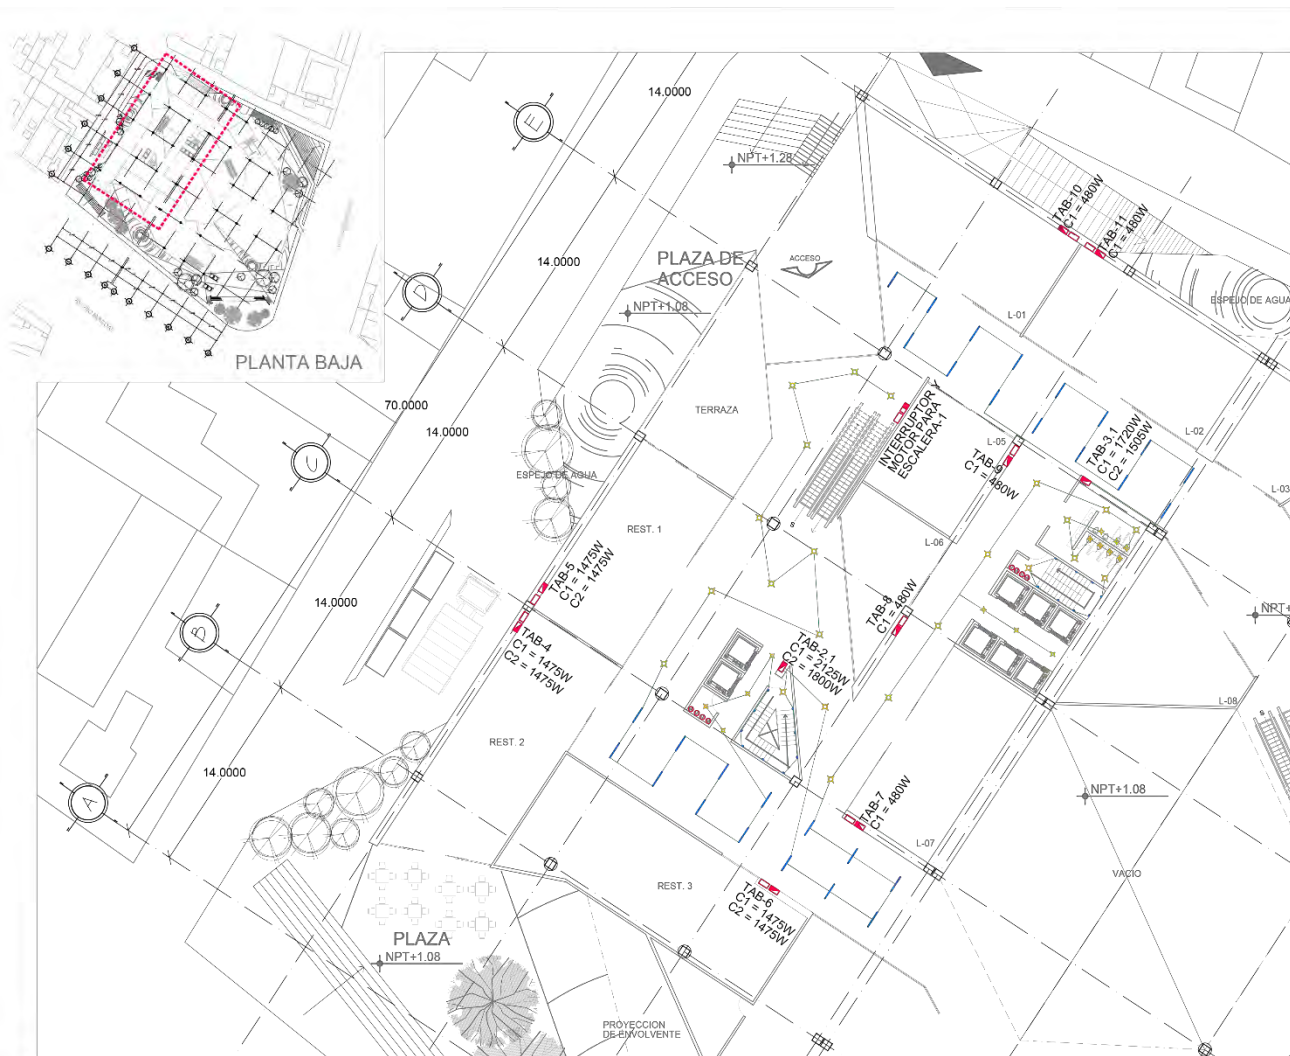 PLANTA BAJA
E
14.0000
NPT+1.28
PLAZA DE
ACCESO
ACCESO
NPT+1.08
TAB-10
C1 = 480W
TAB-11
C1 = 480W
ESPEJO DE AGUA
D
14.0000
L-01
70.0000
14.0000
TERRAZA
INTERRUPTOR Y
MOTOR PARA
ESCALERA-1
L-05
TAB-9
C1 = 480W
TAB-3,1
C1 = 1720W
C2 = 1505W
L-02
L-03
C
ESPEJO DE AGUA
REST. 1
S
L-06
TAB-5
C1 = 1475W
C2 = 1475W
14.0000
B
TAB-4
C1 = 1475W
C2 = 1475W
TAB-8
C1 = 480W
TAB-2,1
C1 = 2125W
C2 = 1800W
NPT+
L-08
S
REST. 2
14.0000
A
TAB-7
C1 = 480W
NPT+1.08
L-07
VACIO
REST. 3
TAB-6
C1 = 1475W
C2 = 1475W
PLAZA
NPT+1.08
PROYECCION
DE ENVOLVENTE